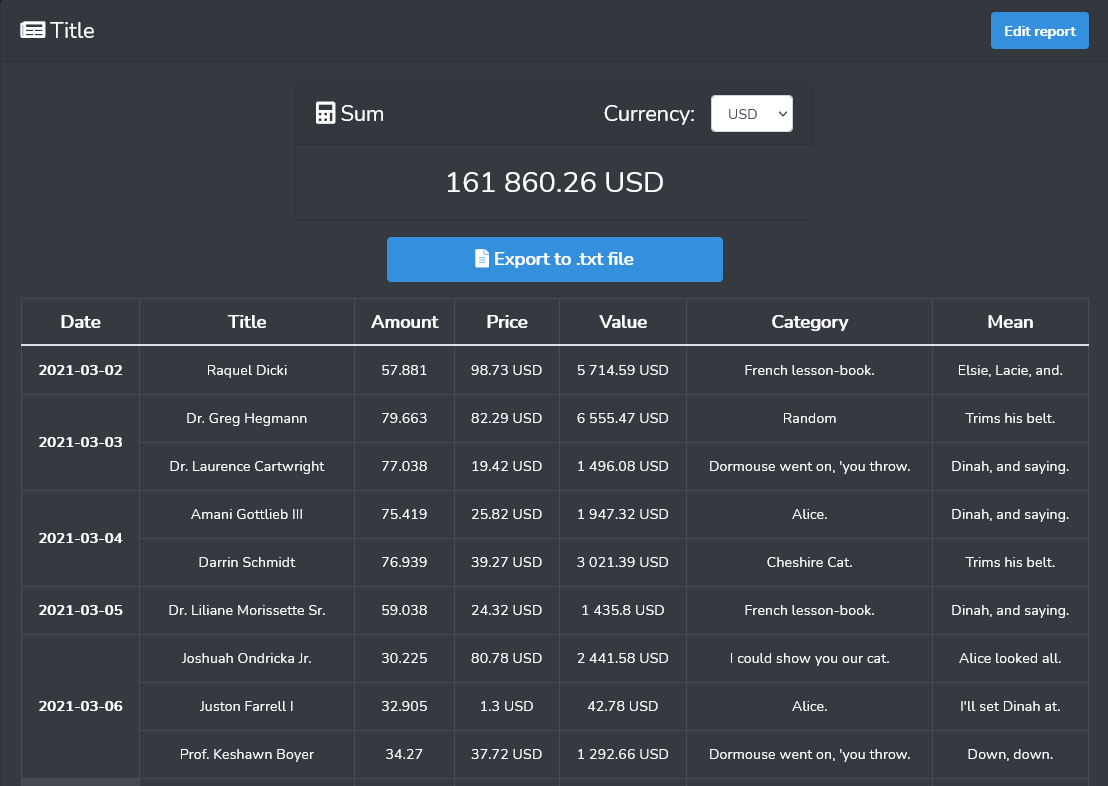 Title
Edit report
Sum Currency: USD
161 860.26 USD
Export to .txt file
Date Title Amount Price Value Category Mean
2021-03-02 Raquel Dicki 57.881 98.73 USD 5 714.59 USD French lesson-book. Elsie, Lacie, and.
2021-03-03 Dr. Greg Hegmann 79.663 82.29 USD 6 555.47 USD Random Trims his belt.
Dr. Laurence Cartwright 77.038 19.42 USD 1 496.08 USD Dormouse went on, 'you throw. Dinah, and saying.
2021-03-04 Amani Gottlieb III 75.419 25.82 USD 1 947.32 USD Alice. Dinah, and saying.
Darrin Schmidt 76.939 39.27 USD 3 021.39 USD Cheshire Cat. Trims his belt.
2021-03-05 Dr. Liliane Morissette Sr. 59.038 24.32 USD 1 435.8 USD French lesson-book. Dinah, and saying.
2021-03-06 Joshuah Ondricka Jr. 30.225 80.78 USD 2 441.58 USD I could show you our cat. Alice looked all.
Juston Farrell I 32.905 1.3 USD 42.78 USD Alice. I'll set Dinah at.
Prof. Keshawn Boyer 34.27 37.72 USD 1 292.66 USD Dormouse went on, 'you throw. Down, down.